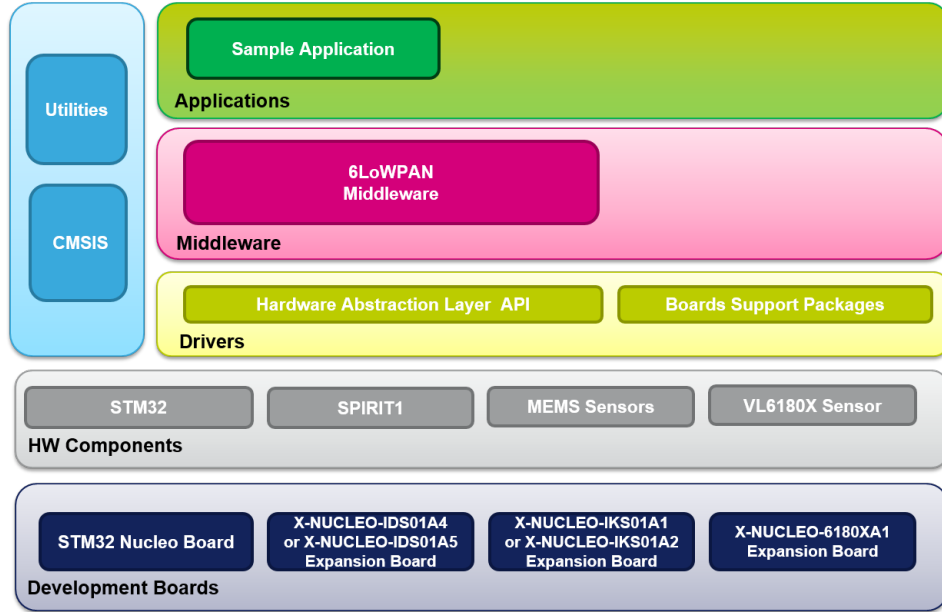 Utilities
CMSIS
Sample Application
Applications
6LoWPAN
Middleware
Middleware
Hardware Abstraction Layer API
Boards Support Packages
Drivers
STM32
SPIRIT1
MEMS Sensors
VL6180X Sensor
HW Components
STM32 Nucleo Board
X-NUCLEO-IDS01A4
or X-NUCLEO-IDS01A5
Expansion Board
X-NUCLEO-IKS01A1
or X-NUCLEO-IKS01A2
Expansion Board
X-NUCLEO-6180XA1
Expansion Board
Development Boards